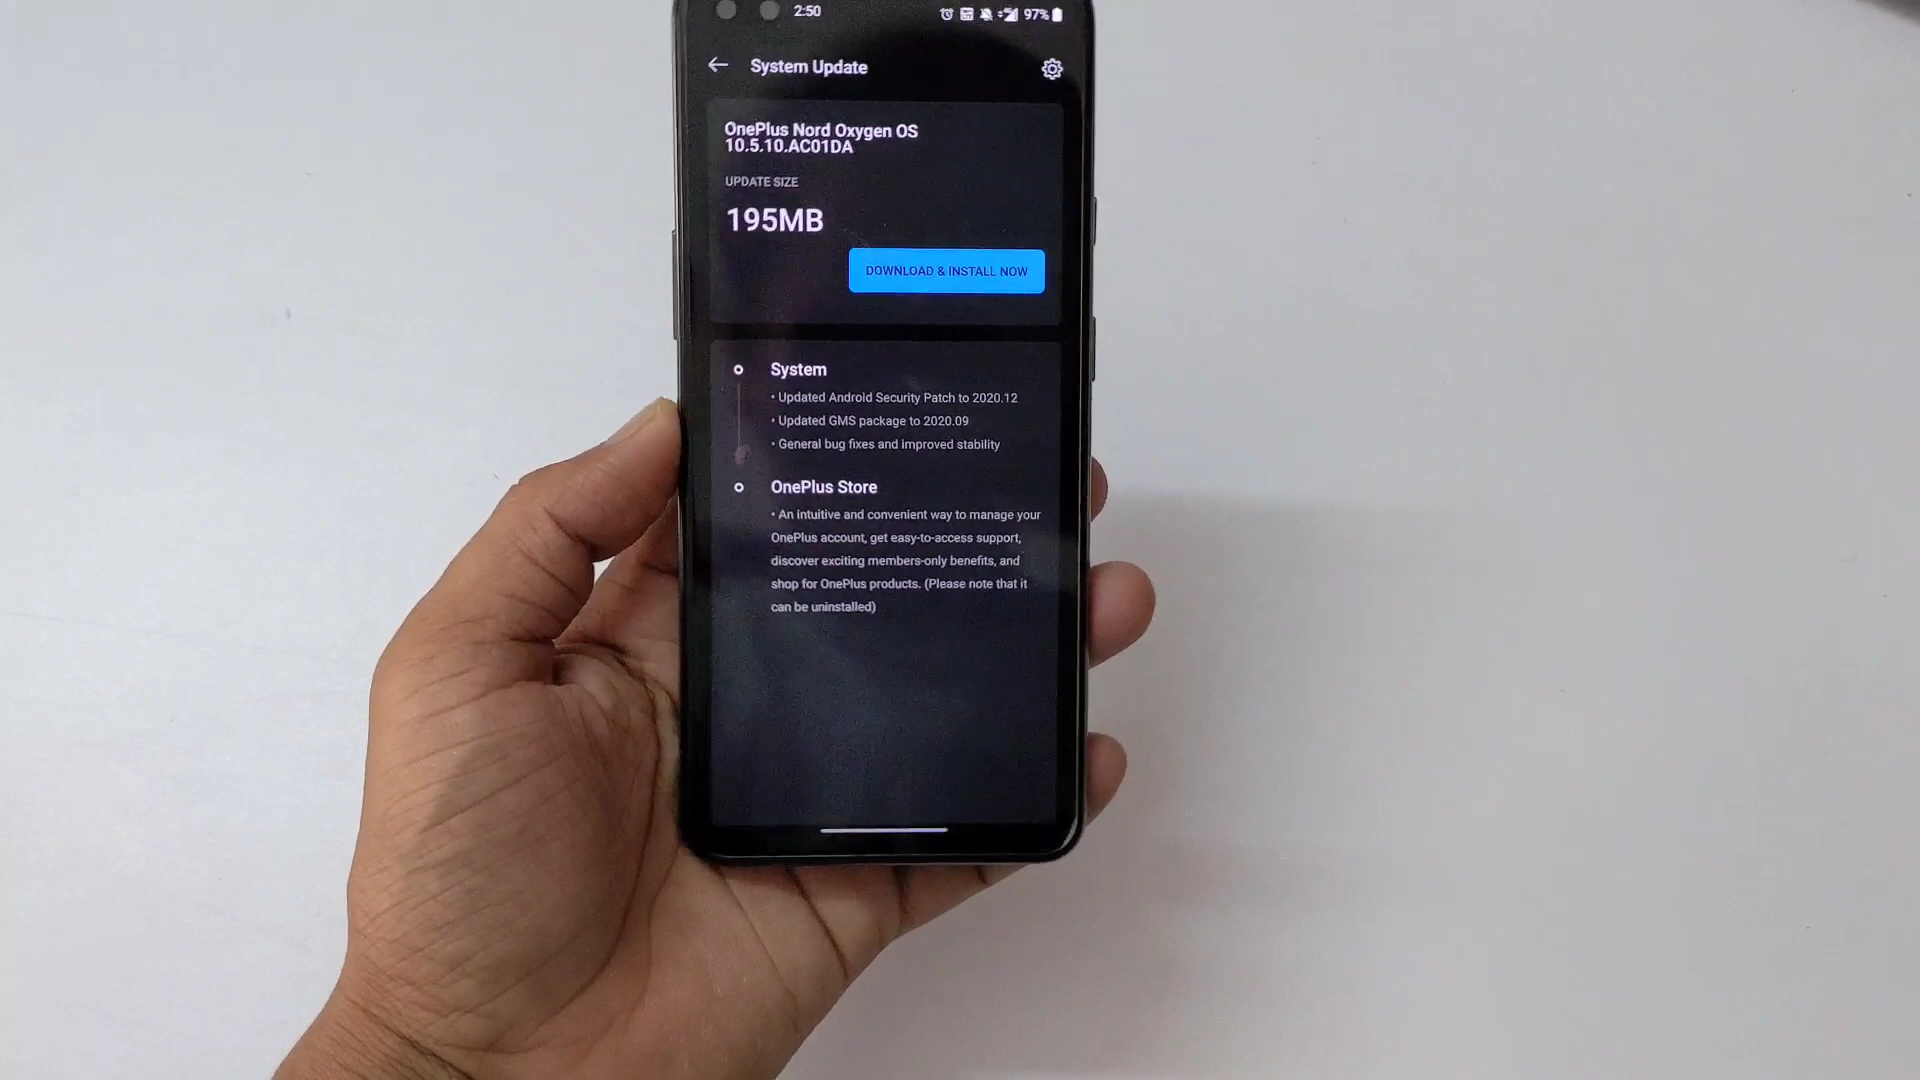 2:50
97%
System Update
OnePlus Nord Oxygen OS
10.5.10.AC01DA
UPDATE SIZE
195MB
DOWNLOAD & INSTALL NOW
System
• Updated Android Security Patch to 2020.12
• Updated GMS package to 2020.09
• General bug fixes and improved stability
OnePlus Store
• An intuitive and convenient way to manage your
OnePlus account, get easy-to-access support,
discover exciting members-only benefits, and
shop for OnePlus products. (Please note that it
can be uninstalled)